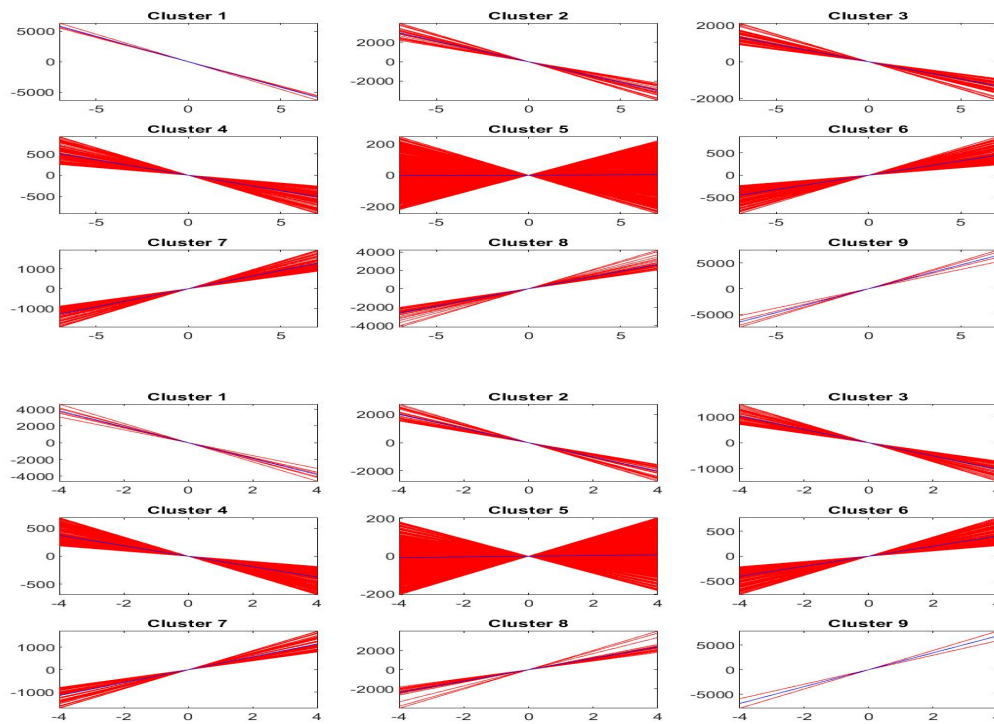 Cluster 1 Cluster 2 Cluster 3
5000 2000 2000
0 0 0
-5000 -2000 -2000
-5 0 5 -5 0 5 -5 0 5
Cluster 4 Cluster 5 Cluster 6
500 200 500
0 0 0
-500 -200 -500
-5 0 5 -5 0 5 -5 0 5
Cluster 7 Cluster 8 Cluster 9
1000 4000 5000
2000
0 0 0
-2000
-1000 -4000 -5000
-5 0 5 -5 0 5 -5 0 5
Cluster 1 Cluster 2 Cluster 3
4000 2000 1000
2000
0 0 0
-2000
-4000 -2000 -1000
-4 -2 0 2 4 -4 -2 0 2 4 -4 -2 0 2 4
Cluster 4 Cluster 5 Cluster 6
500 200 500
0 0 0
-500 -200 -500
-4 -2 0 2 4 -4 -2 0 2 4 -4 -2 0 2 4
Cluster 7 Cluster 8 Cluster 9
1000 2000 5000
0 0 0
-1000 -2000 -5000
-4 -2 0 2 4 -4 -2 0 2 4 -4 -2 0 2 4